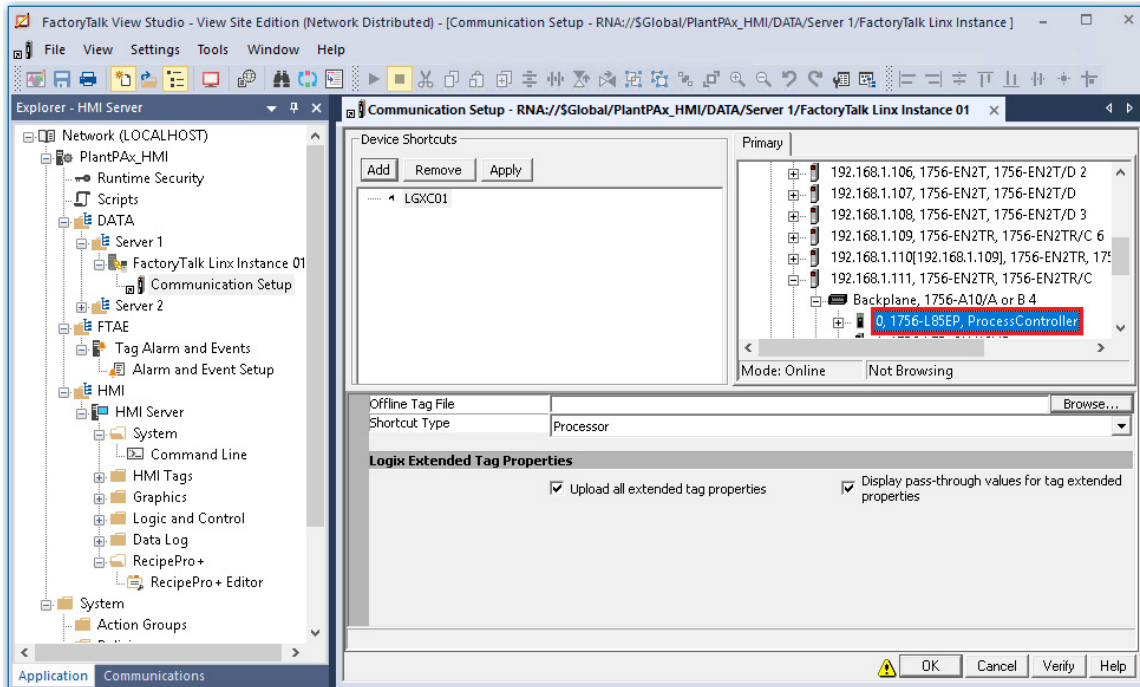 FactoryTalk View Studio - View Site Edition (Network Distributed) - [Communication Setup - RNA://$Global/PlantPAx_HMI/DATA/Server 1/FactoryTalk Linx Instance ]
File View Settings Tools Window Help
Explorer - HMI Server
Network (LOCALHOST)
PlantPAx_HMI
Runtime Security
Scripts
DATA
Server 1
FactoryTalk Linx Instance 01
Communication Setup
Server 2
FTAE
Tag Alarm and Events
Alarm and Event Setup
HMI
HMI Server
System
Command Line
HMI Tags
Graphics
Logic and Control
Data Log
RecipePro+
RecipePro+ Editor
System
Action Groups
Application Communications
Communication Setup - RNA://$Global/PlantPAx_HMI/DATA/Server 1/FactoryTalk Linx Instance 01
Device Shortcuts
Add Remove Apply
LGXC01
Primary
192.168.1.106, 1756-EN2T, 1756-EN2T/D 2
192.168.1.107, 1756-EN2T, 1756-EN2T/D
192.168.1.108, 1756-EN2T, 1756-EN2T/D 3
192.168.1.109, 1756-EN2TR, 1756-EN2TR/C 6
192.168.1.110[192.168.1.109], 1756-EN2TR, 175
192.168.1.111, 1756-EN2TR, 1756-EN2TR/C
Backplane, 1756-A10/A or B 4
0, 1756-L85EP, ProcessController
Mode: Online Not Browsing
Offline Tag File Browse...
Shortcut Type Processor
Logix Extended Tag Properties
Upload all extended tag properties
Display pass-through values for tag extended
properties
OK Cancel Verify Help